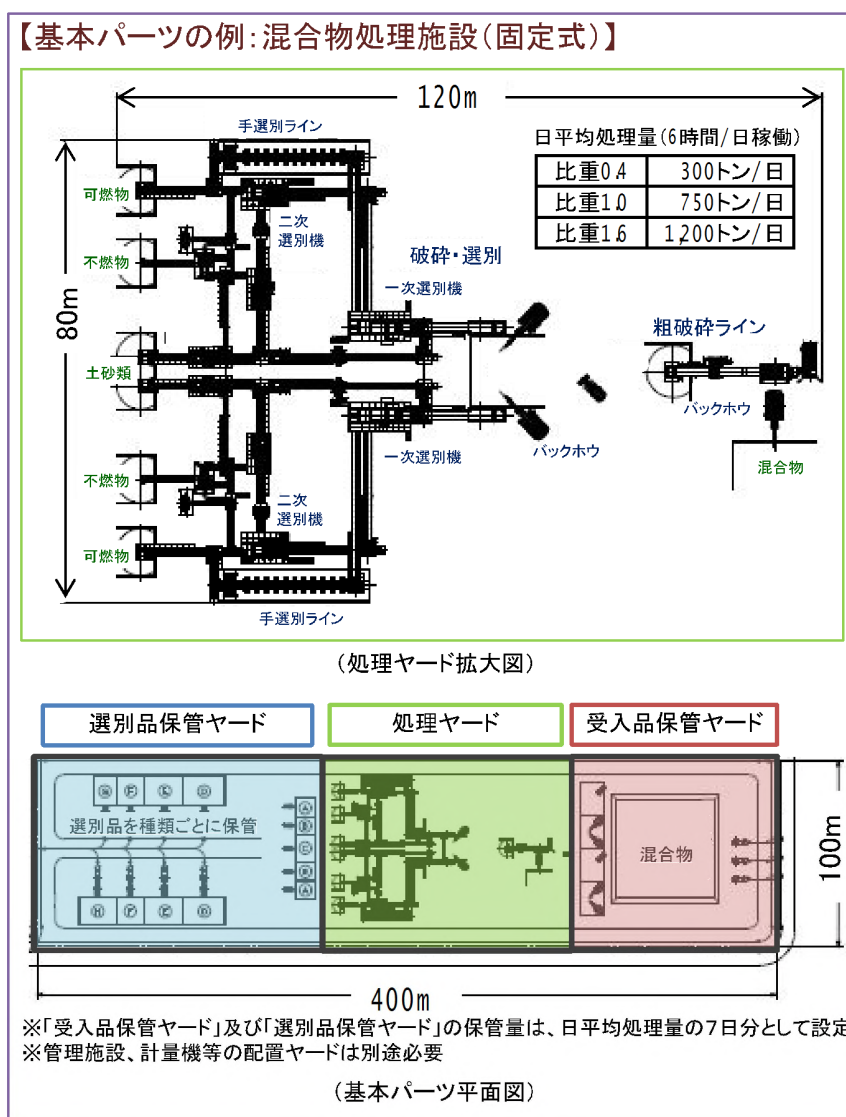 【基本パーツの例:混合物処理施設(固定式)】
120m
手選別ライン
日平均処理量(6時間/日稼働)
比重0.4 300トン/日
比重1.0 750トン/日
比重1.6 1,200トン/日
可燃物
二次
選別機
不燃物
破砕・選別
一次選別機
80m
粗破砕ライン
土砂類
バックホウ
一次選別機
バックホウ
混合物
不燃物
二次
選別機
可燃物
手選別ライン
(処理ヤード拡大図)
選別品保管ヤード
処理ヤード
受入品保管ヤード
選別品を種類ごとに保管
混合物
100m
400m
※「受入品保管ヤード」及び「選別品保管ヤード」の保管量は、日平均処理量の7日分として設定
※管理施設、計量機等の配置ヤードは別途必要
(基本パーツ平面図)